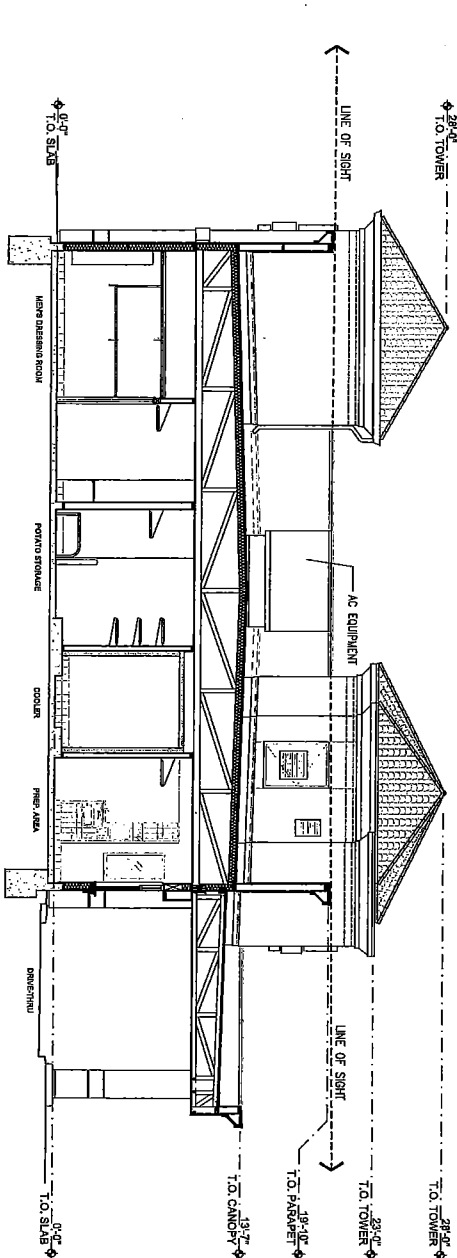 28'-0"
T.O. TOWER
LINE OF SIGHT
0'-0"
T.O. SLAB
AC EQUIPMENT
MEN'S DRESSING ROOM
POTATO STORAGE
COOLER
PREP AREA
DRIVE-THRU
LINE OF SIGHT
28'-0"
T.O. TOWER
23'-0"
T.O. TOWER
19'-10"
T.O. PARAPET
13'-7"
T.O. CANOPY
0'-0"
T.O. SLAB